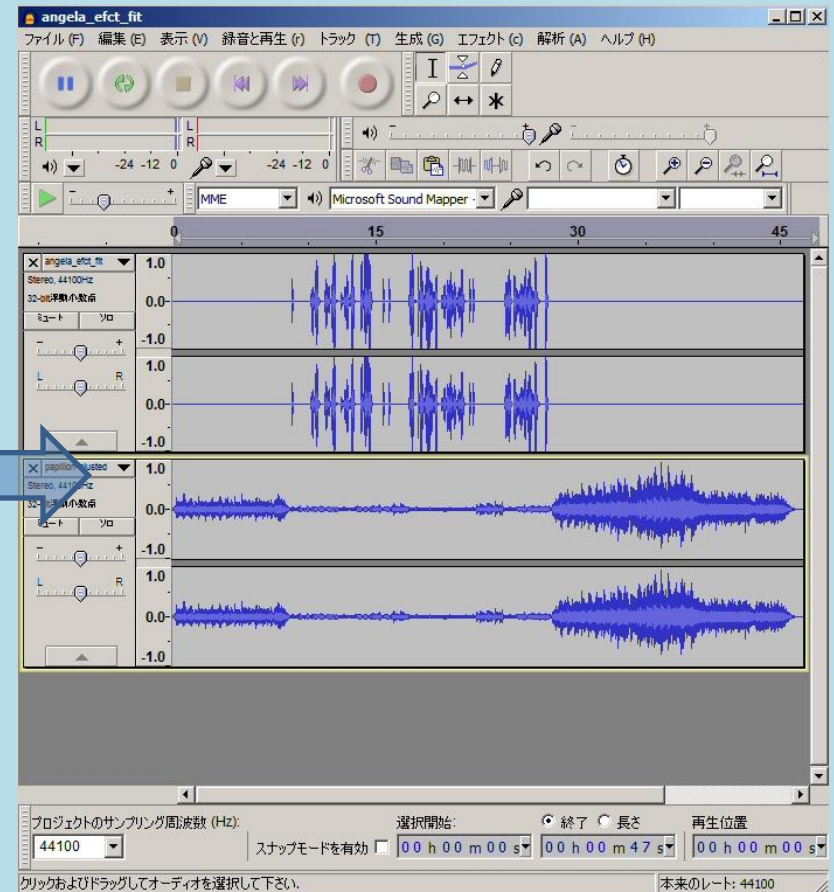 angela_efct_fit
ファイル (F) 編集 (E) 表示 (V) 録音と再生 (r) トラック (T) 生成 (G) エフェクト (c) 解析 (A) ヘルプ (H)
L
R
L
R
-24 -12 0
-24 -12 0
MME
Microsoft Sound Mapper -
0 15 30 45
angela_efct_fit
Stereo, 44100Hz
32-bit浮動小数点
ミュート ソロ
- +
L R
1.0
0.0-
-1.0
1.0
0.0-
-1.0
Stereo, 44100Hz
32-bit浮動小数点
ミュート ソロ
- +
L R
1.0
0.0-
-1.0
1.0
0.0-
-1.0
プロジェクトのサンプリング周波数 (Hz): 選択開始: 終了 長さ 再生位置
44100 スナップモードを有効 00 h 00 m 00 s 00 h 00 m 47 s 00 h 00 m 00 s
クリックおよびドラッグしてオーディオを選択して下さい. 本来のレート: 44100